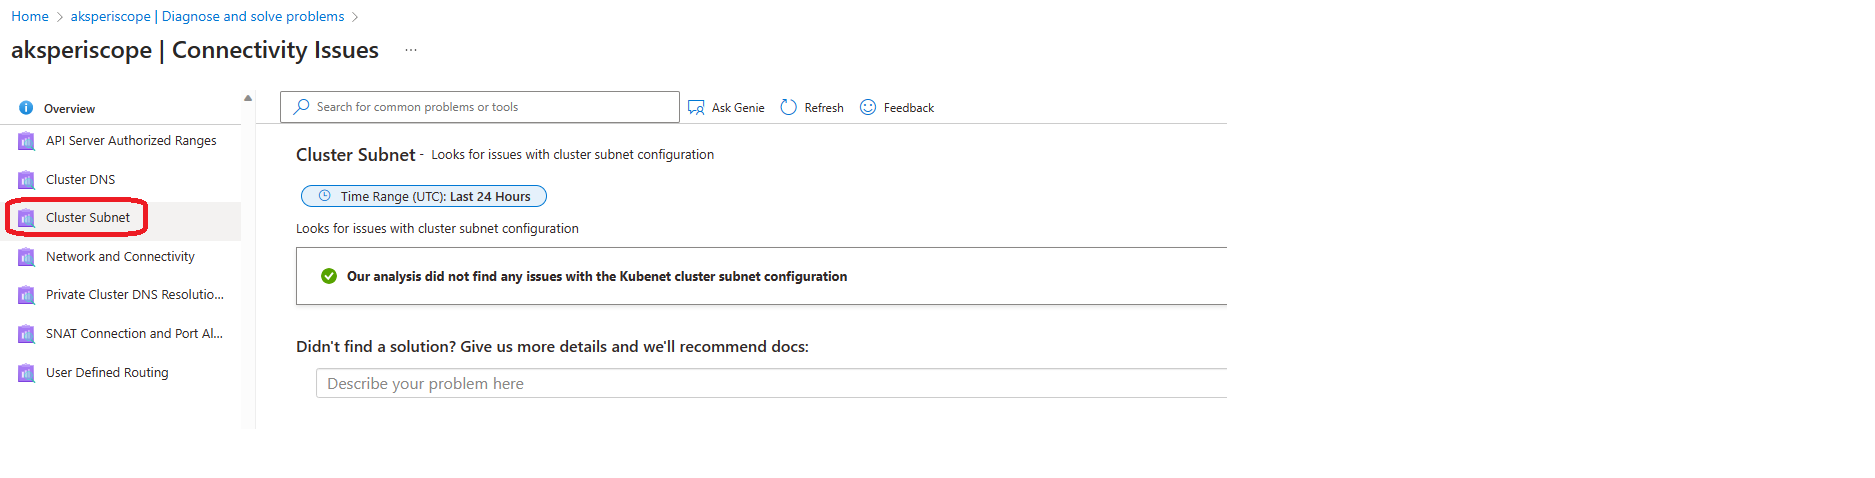 Home > aksperiscope | Diagnose and solve problems >
aksperiscope | Connectivity Issues ...
Overview
API Server Authorized Ranges
Cluster DNS
Cluster Subnet
Network and Connectivity
Private Cluster DNS Resolutio...
SNAT Connection and Port Al...
User Defined Routing
Search for common problems or tools
Ask Genie
Refresh
Feedback
Cluster Subnet - Looks for issues with cluster subnet configuration
Time Range (UTC): Last 24 Hours
Looks for issues with cluster subnet configuration
Our analysis did not find any issues with the Kubenet cluster subnet configuration
Didn't find a solution? Give us more details and we'll recommend docs:
Describe your problem here